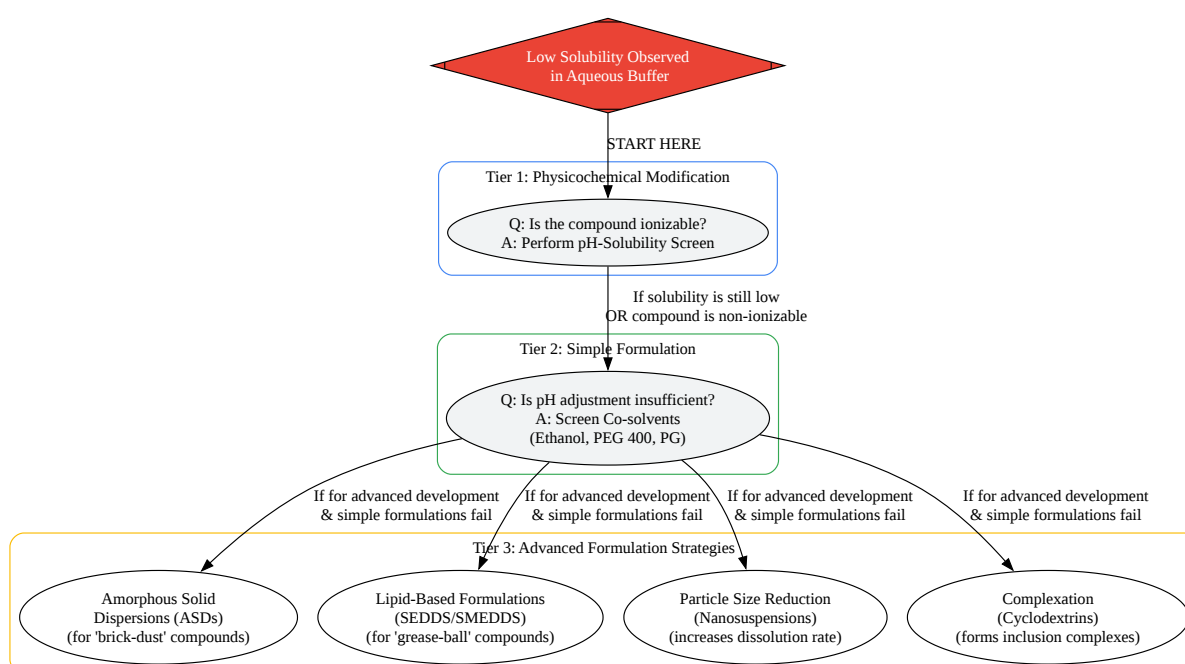 Low Solubility Observed
in Aqueous Buffer
START HERE
Tier 1: Physicochemical Modification
Q: Is the compound ionizable?
A: Perform pH-Solubility Screen
If solubility is still low
OR compound is non-ionizable
Tier 2: Simple Formulation
Q: Is pH adjustment insufficient?
A: Screen Co-solvents
(Ethanol, PEG 400, PG)
If for advanced development
& simple formulations fail
If for advanced development
& simple formulations fail
If for advanced development
& simple formulations fail
If for advanced development
& simple formulations fail
Tier 3: Advanced Formulation Strategies
Amorphous Solid
Dispersions (ASDs)
(for 'brick-dust' compounds)
Lipid-Based Formulations
(SEDDS/SMEDDS)
(for 'grease-ball' compounds)
Particle Size Reduction
(Nanosuspensions)
(increases dissolution rate)
Complexation
(Cyclodextrins)
(forms inclusion complexes)